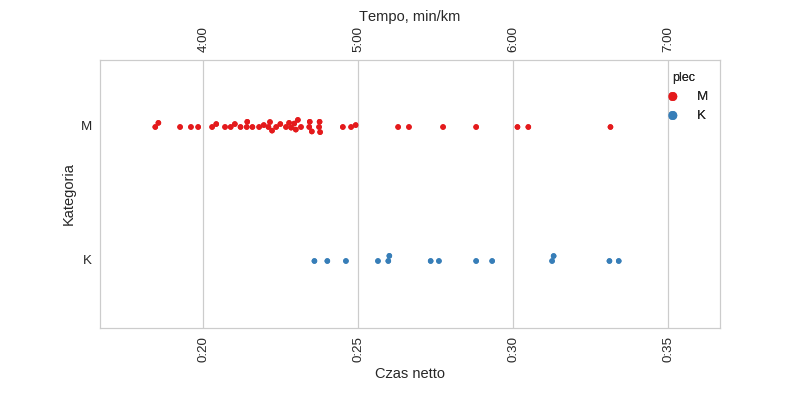 Tempo, min/km
4:00 5:00 6:00 7:00
plec
M
K
Kategoria
M
K
0:20 0:25 0:30 0:35
Czas netto